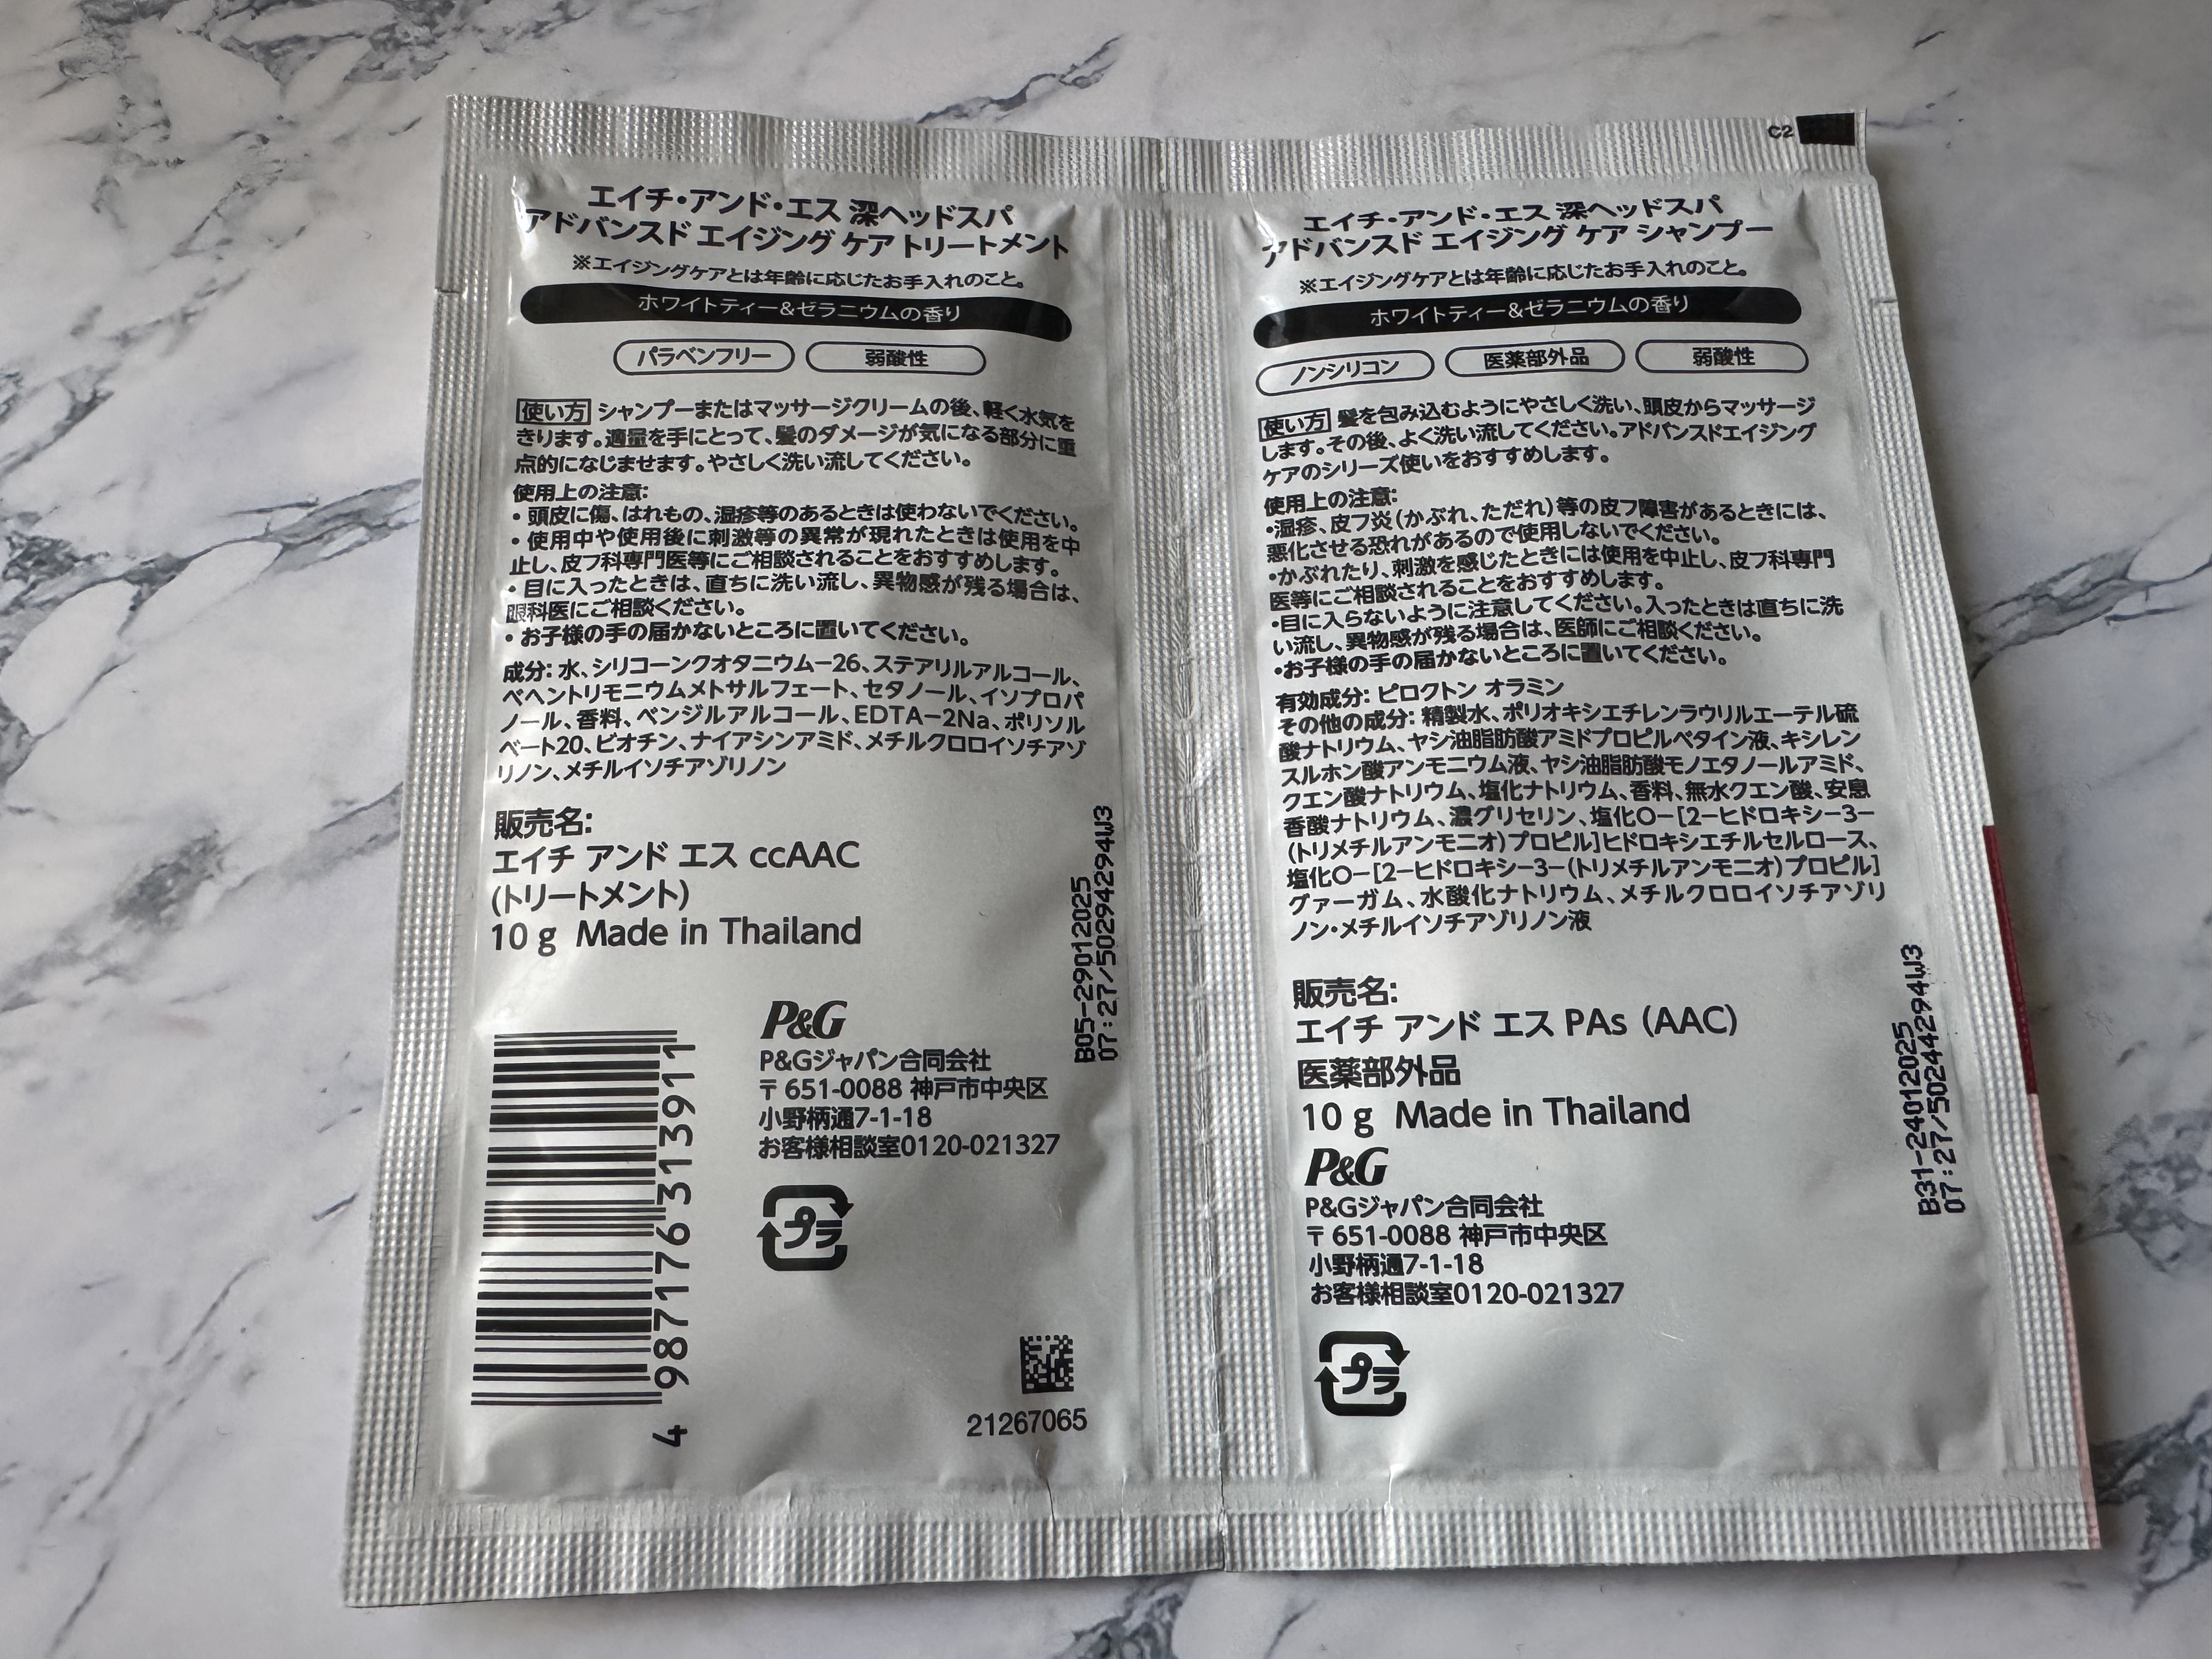 エイチ・アンド・エス 深ヘッドスパ
アドバンスド エイジング ケア トリートメント
※エイジングケアとは年齢に応じたお手入れのこと。
ホワイトティー&ゼラニウムの香り
パラベンフリー 弱酸性
使い方 シャンプーまたはマッサージクリームの後、軽く水気を
きります。適量を手にとって、髪のダメージが気になる部分に重
点的になじませます。やさしく洗い流してください。
使用上の注意:
• 頭皮に傷、はれもの、湿疹等のあるときは使わないでください。
• 使用中や使用後に刺激等の異常が現れたときは使用を中
止し、皮フ科専門医等にご相談されることをおすすめします。
• 目に入ったときは、直ちに洗い流し、異物感が残る場合は、
眼科医にご相談ください。
• お子様の手の届かないところに置いてください。
成分: 水、シリコーンクオタニウム-26、ステアリルアルコール、
ベヘントリモニウムメトサルフェート、セタノール、イソプロパ
ノール、香料、ベンジルアルコール、EDTA-2Na、ポリソル
ベート20、ビオチン、ナイアシンアミド、メチルクロロイソチアゾ
リノン、メチルイソチアゾリノン
販売名:
エイチ アンド エス ccAAC
(トリートメント)
10 g Made in Thailand
B05-29012025
07:27/50294294W3
4 987176 313911
P&G
P&Gジャパン合同会社
〒651-0088 神戸市中央区
小野柄通7-1-18
お客様相談室0120-021327
プラ
21267065
C2
エイチ・アンド・エス 深ヘッドスパ
アドバンスド エイジング ケア シャンプー
※エイジングケアとは年齢に応じたお手入れのこと。
ホワイトティー&ゼラニウムの香り
ノンシリコン 医薬部外品 弱酸性
使い方 髪を包み込むようにやさしく洗い、頭皮からマッサージ
します。その後、よく洗い流してください。アドバンスドエイジング
ケアのシリーズ使いをおすすめします。
使用上の注意:
•湿疹、皮フ炎(かぶれ、ただれ)等の皮フ障害があるときには、
悪化させる恐れがあるので使用しないでください。
•かぶれたり、刺激を感じたときには使用を中止し、皮フ科専門
医等にご相談されることをおすすめします。
•目に入らないように注意してください。入ったときは直ちに洗
い流し、異物感が残る場合は、医師にご相談ください。
•お子様の手の届かないところに置いてください。
有効成分: ピロクトン オラミン
その他の成分: 精製水、ポリオキシエチレンラウリルエーテル硫
酸ナトリウム、ヤシ油脂肪酸アミドプロピルベタイン液、キシレン
スルホン酸アンモニウム液、ヤシ油脂肪酸モノエタノールアミド、
クエン酸ナトリウム、塩化ナトリウム、香料、無水クエン酸、安息
香酸ナトリウム、濃グリセリン、塩化O-[2-ヒドロキシ-3-
(トリメチルアンモニオ)プロピル]ヒドロキシエチルセルロース、
塩化O-[2-ヒドロキシ-3-(トリメチルアンモニオ)プロピル]
グァーガム、水酸化ナトリウム、メチルクロロイソチアゾリ
ノン・メチルイソチアゾリノン液
販売名:
エイチ アンド エス PAs (AAC)
医薬部外品
10 g Made in Thailand
B31-24012025
07:27/50244294W3
P&G
P&Gジャパン合同会社
〒651-0088 神戸市中央区
小野柄通7-1-18
お客様相談室0120-021327
プラ